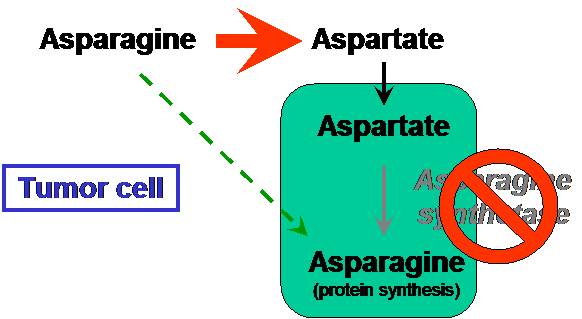 Asparagine
Aspartate
Aspartate
Tumor cell
Asparagine
synthetase
Asparagine
(protein synthesis)